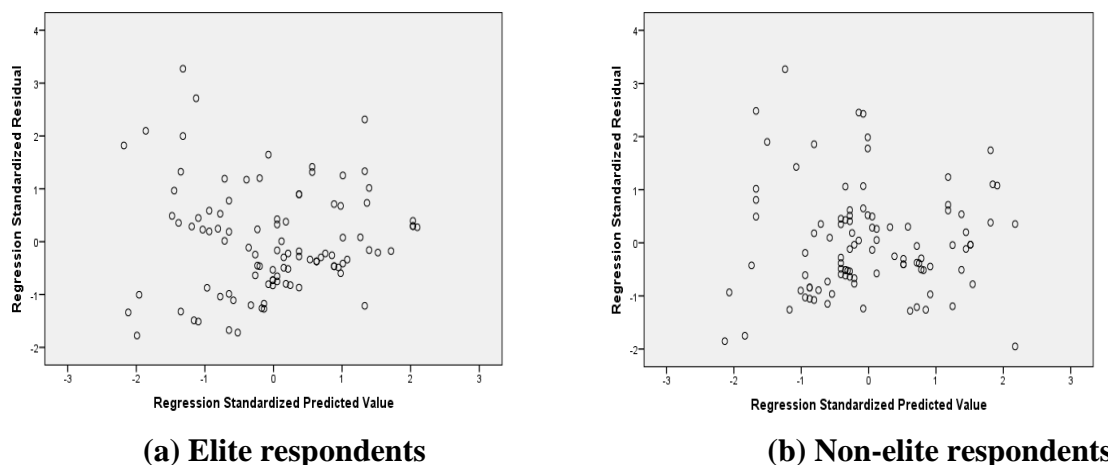 4
3
2
1
0
-1
-2
Regression Standardized Residual
-3 -2 -1 0 1 2 3
Regression Standardized Predicted Value
(a) Elite respondents
4
3
2
1
0
-1
-2
Regression Standardized Residual
-3 -2 -1 0 1 2 3
Regression Standardized Predicted Value
(b) Non-elite respondents